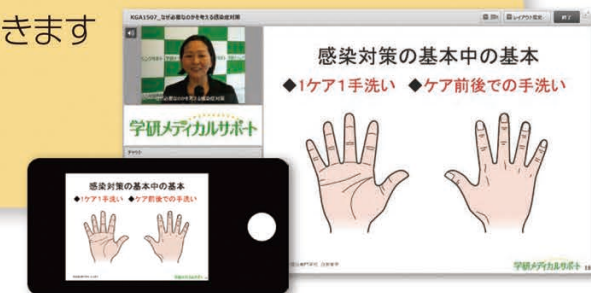 きます
KGA1507_なぜ必要なのかを考える感染症対策
終了
感染対策の基本中の基本
◆1ケア1手洗い ◆ケア前後での手洗い
学研メディカルサポート
学研メディカルサポート
感染対策の基本中の基本
◆1ケア1手洗い ◆ケア前後での手洗い